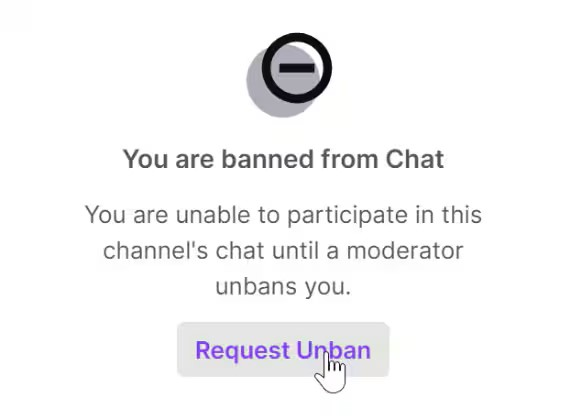 You are banned from Chat
You are unable to participate in this
channel's chat until a moderator
unbans you.
Request Unban